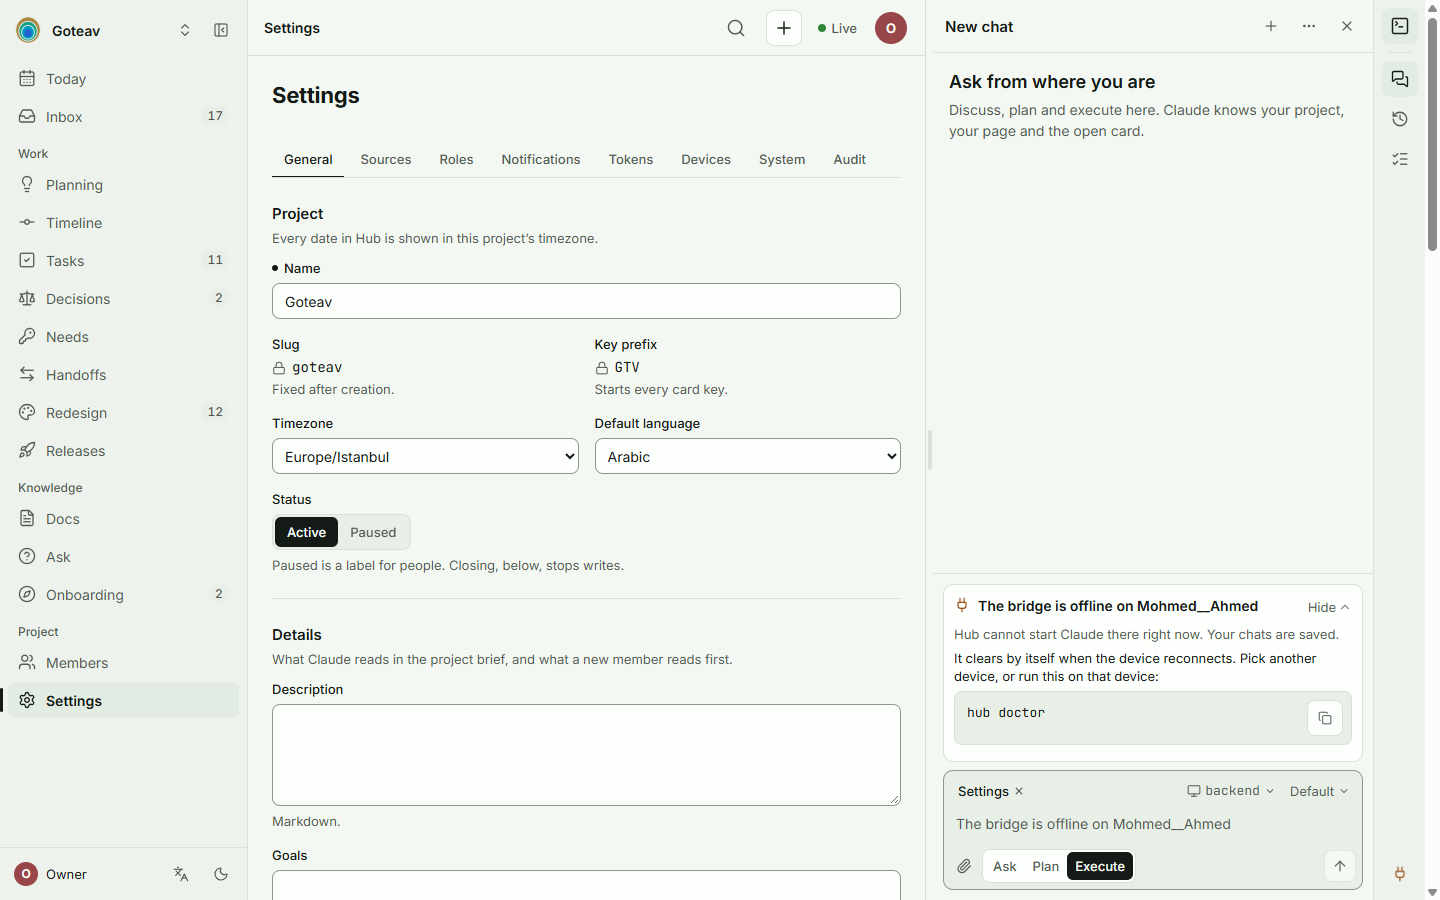 Goteav
Today
Inbox 17
Work
Planning
Timeline
Tasks 11
Decisions 2
Needs
Handoffs
Redesign 12
Releases
Knowledge
Docs
Ask
Onboarding 2
Project
Members
Settings
O Owner
Settings
Live
O
Settings
General Sources Roles Notifications Tokens Devices System Audit
Project
Every date in Hub is shown in this project’s timezone.
Name
Goteav
Slug
goteav
Fixed after creation.
Key prefix
GTV
Starts every card key.
Timezone
Europe/Istanbul
Default language
Arabic
Status
Active Paused
Paused is a label for people. Closing, below, stops writes.
Details
What Claude reads in the project brief, and what a new member reads first.
Description
Markdown.
Goals
New chat
Ask from where you are
Discuss, plan and execute here. Claude knows your project,
your page and the open card.
The bridge is offline on Mohmed__Ahmed Hide
Hub cannot start Claude there right now. Your chats are saved.
It clears by itself when the device reconnects. Pick another
device, or run this on that device:
hub doctor
Settings × backend Default
The bridge is offline on Mohmed__Ahmed
Ask Plan Execute